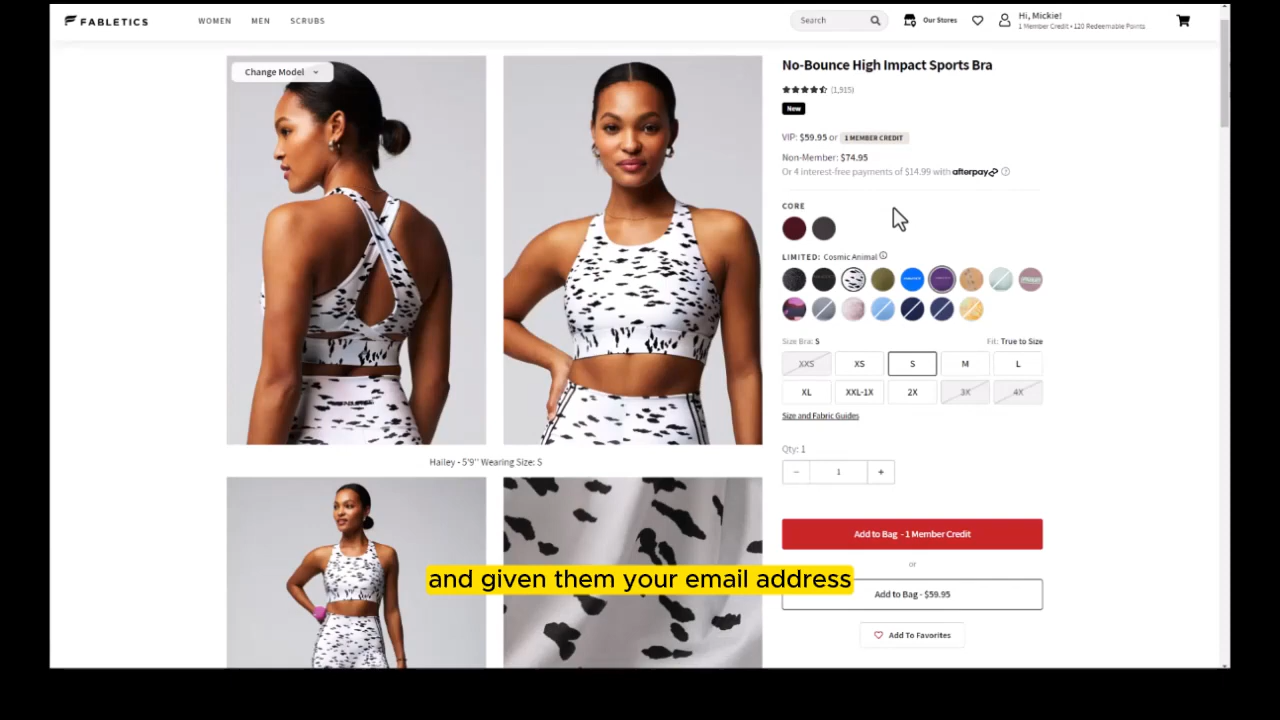 FABLETICS
WOMEN MEN SCRUBS
Search
Our Stores
Hi, Mickie!
1 Member Credit • 120 Redeemable Points
Change Model
No-Bounce High Impact Sports Bra
(1,915)
New
VIP: $59.95 or 1 MEMBER CREDIT
Non-Member: $74.95
Or 4 interest-free payments of $14.99 with afterpay
CORE
LIMITED: Cosmic Animal
Size Bra: S Fit: True to Size
XXS XS S M L
XL XXL-1X 2X 3X 4X
Size and Fabric Guides
Hailey - 5'9" Wearing Size: S
Qty: 1
− 1 +
Add to Bag - 1 Member Credit
or
Add to Bag - $59.95
Add To Favorites
and given them your email address